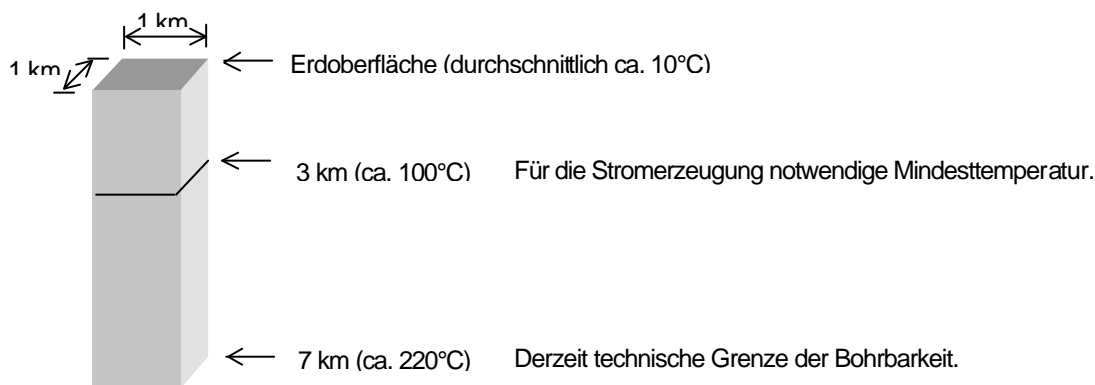 1 km
1 km
Erdoberfläche (durchschnittlich ca. 10°C)
3 km (ca. 100°C) Für die Stromerzeugung notwendige Mindesttemperatur.
7 km (ca. 220°C) Derzeit technische Grenze der Bohrbarkeit.